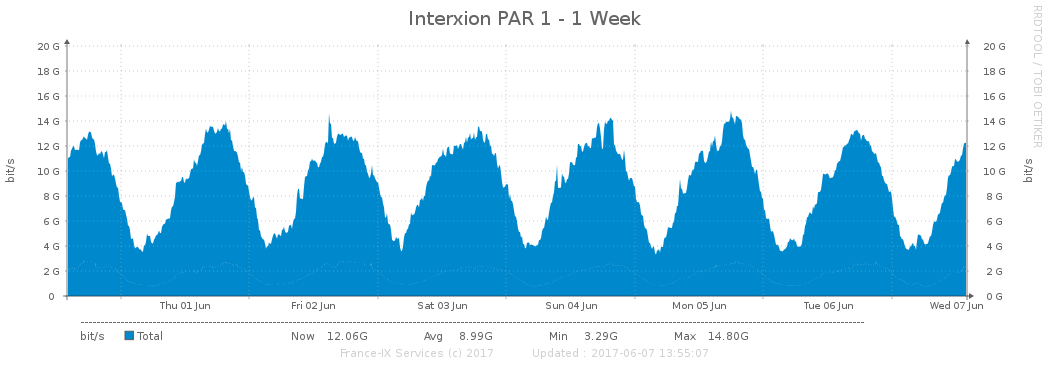 Interxion PAR 1 - 1 Week
RRDTOOL / TOBI OETIKER
20 G 20 G
18 G 18 G
16 G 16 G
14 G 14 G
12 G 12 G
10 G 10 G
8 G 8 G
6 G 6 G
4 G 4 G
2 G 2 G
0 0 G
bit/s
bit/s
Thu 01 Jun Fri 02 Jun Sat 03 Jun Sun 04 Jun Mon 05 Jun Tue 06 Jun Wed 07 Jun
bit/s Total Now 12.06G Avg 8.99G Min 3.29G Max 14.80G
France-IX Services (c) 2017 Updated : 2017-06-07 13:55:07